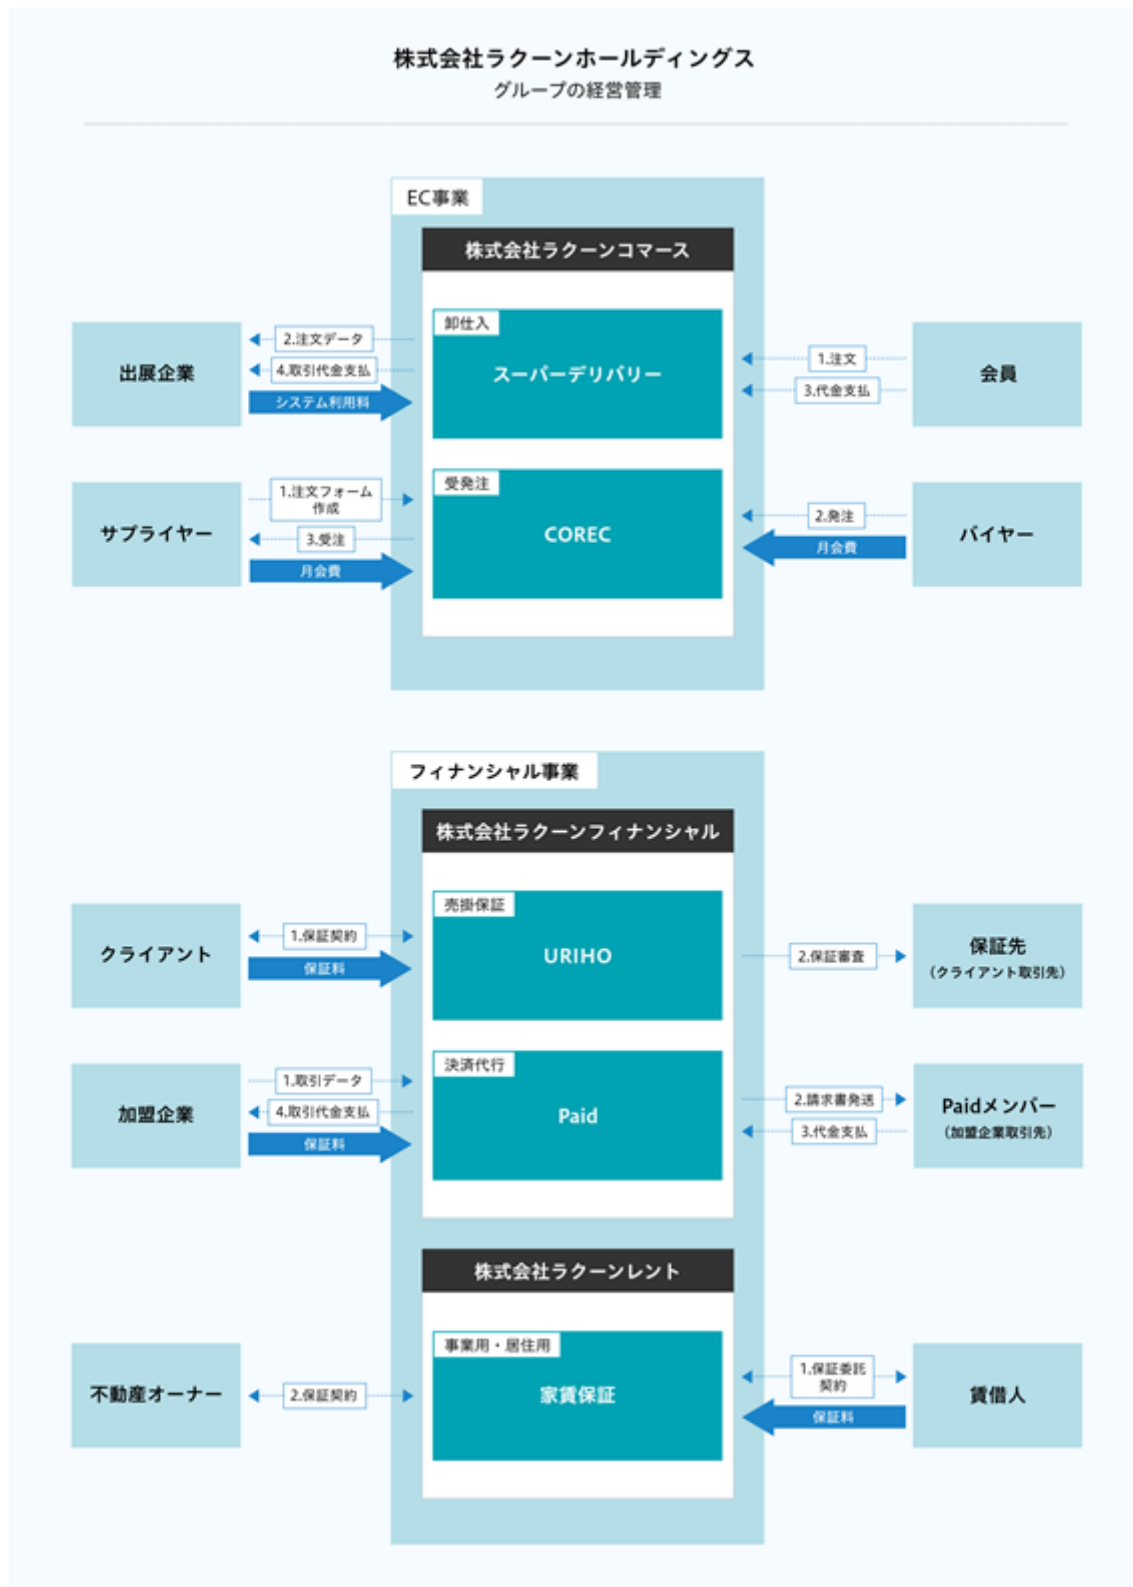 株式会社ラクーンホールディングス
グループの経営管理
EC事業
株式会社ラクーンコマース
卸仕入
スーパーデリバリー
出展企業
2.注文データ
4.取引代金支払
システム利用料
1.注文
3.代金支払
会員
受発注
COREC
サプライヤー
1.注文フォーム
作成
3.受注
月会費
2.発注
月会費
バイヤー
フィナンシャル事業
株式会社ラクーンフィナンシャル
売掛保証
URIHO
クライアント
1.保証契約
保証料
2.保証審査
保証先
（クライアント取引先）
決済代行
Paid
加盟企業
1.取引データ
4.取引代金支払
保証料
2.請求書発送
3.代金支払
Paidメンバー
（加盟企業取引先）
株式会社ラクーンレント
事業用・居住用
家賃保証
不動産オーナー
2.保証契約
1.保証委託
契約
保証料
賃借人